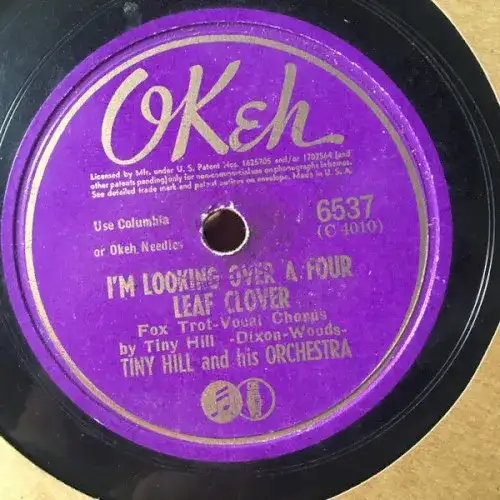 OKeh
Licensed by Mfr. under U. S. Patent Nos. 1625705 and/or 1702564 (and
other patents pending) only for non-commercial use on phonographs in homes.
See detailed trade mark and patent notices on envelope. Made in U. S. A.
Use Columbia
or Okeh Needles
6537
(C 4010)
I'M LOOKING OVER A FOUR
LEAF CLOVER
Fox Trot-Vocal Chorus
by Tiny Hill -Dixon-Woods-
TINY HILL and his ORCHESTRA